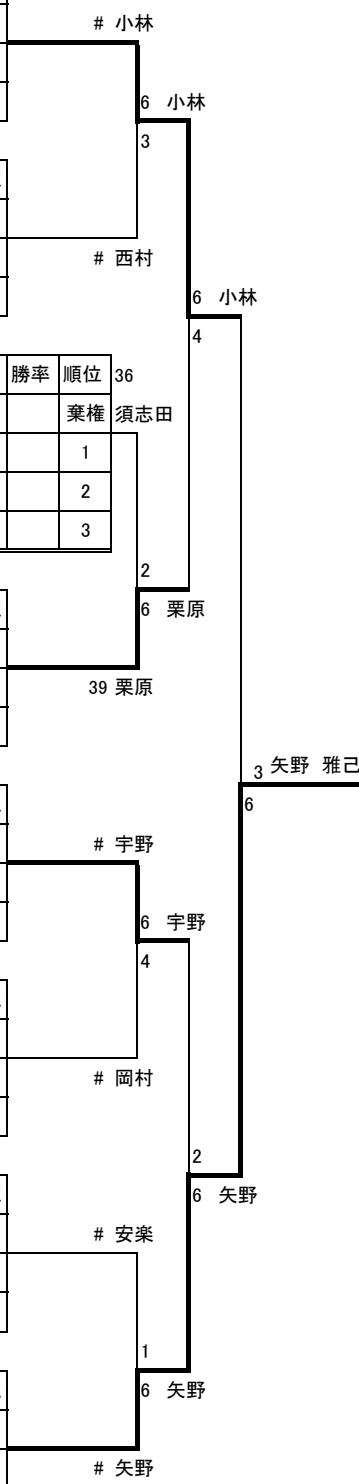 # 小林
6 小林
3
# 西村
6 小林
4
勝率 順位 36
棄権 須志田
1
2
3
2
6 栗原
39 栗原
3 矢野 雅己
6
# 宇野
6 宇野
4
# 岡村
2
6 矢野
# 安楽
1
6 矢野
# 矢野